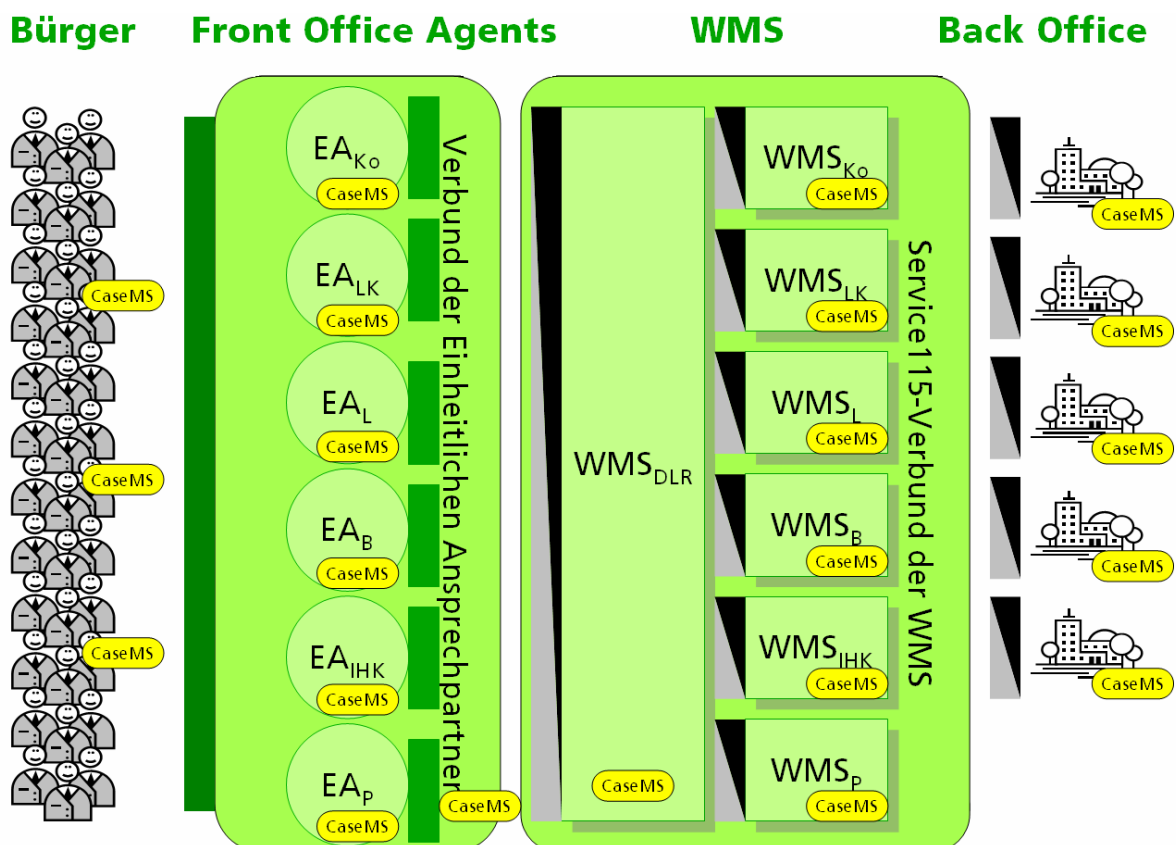 Bürger
Front Office Agents
WMS
Back Office
EAKo
CaseMS
EALK
CaseMS
EAL
CaseMS
EAB
CaseMS
EAIHK
CaseMS
EAP
CaseMS
Verbund der Einheitlichen Ansprechpartner
CaseMS
CaseMS
CaseMS
CaseMS
WMSDLR
CaseMS
WMSKo
CaseMS
WMSLK
CaseMS
WMSL
CaseMS
WMSB
CaseMS
WMSIHK
CaseMS
WMSP
CaseMS
Service115-Verbund der WMS
CaseMS
CaseMS
CaseMS
CaseMS
CaseMS